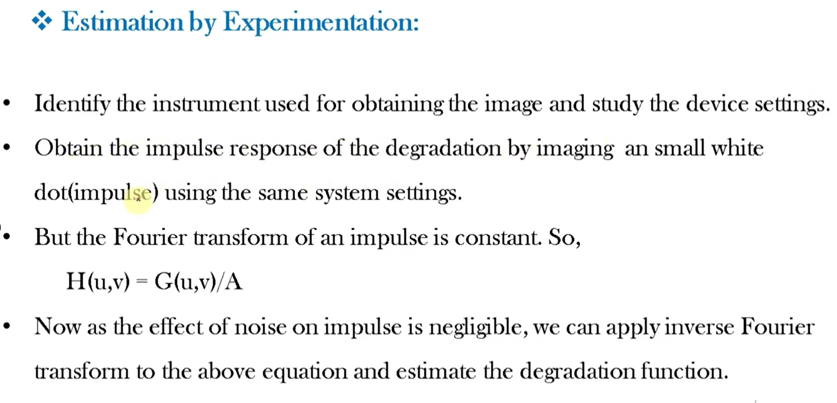 ❖ Estimation by Experimentation:
• Identify the instrument used for obtaining the image and study the device settings.
• Obtain the impulse response of the degradation by imaging an small white
dot(impulse) using the same system settings.
• But the Fourier transform of an impulse is constant. So,
H(u,v) = G(u,v)/A
• Now as the effect of noise on impulse is negligible, we can apply inverse Fourier
transform to the above equation and estimate the degradation function.